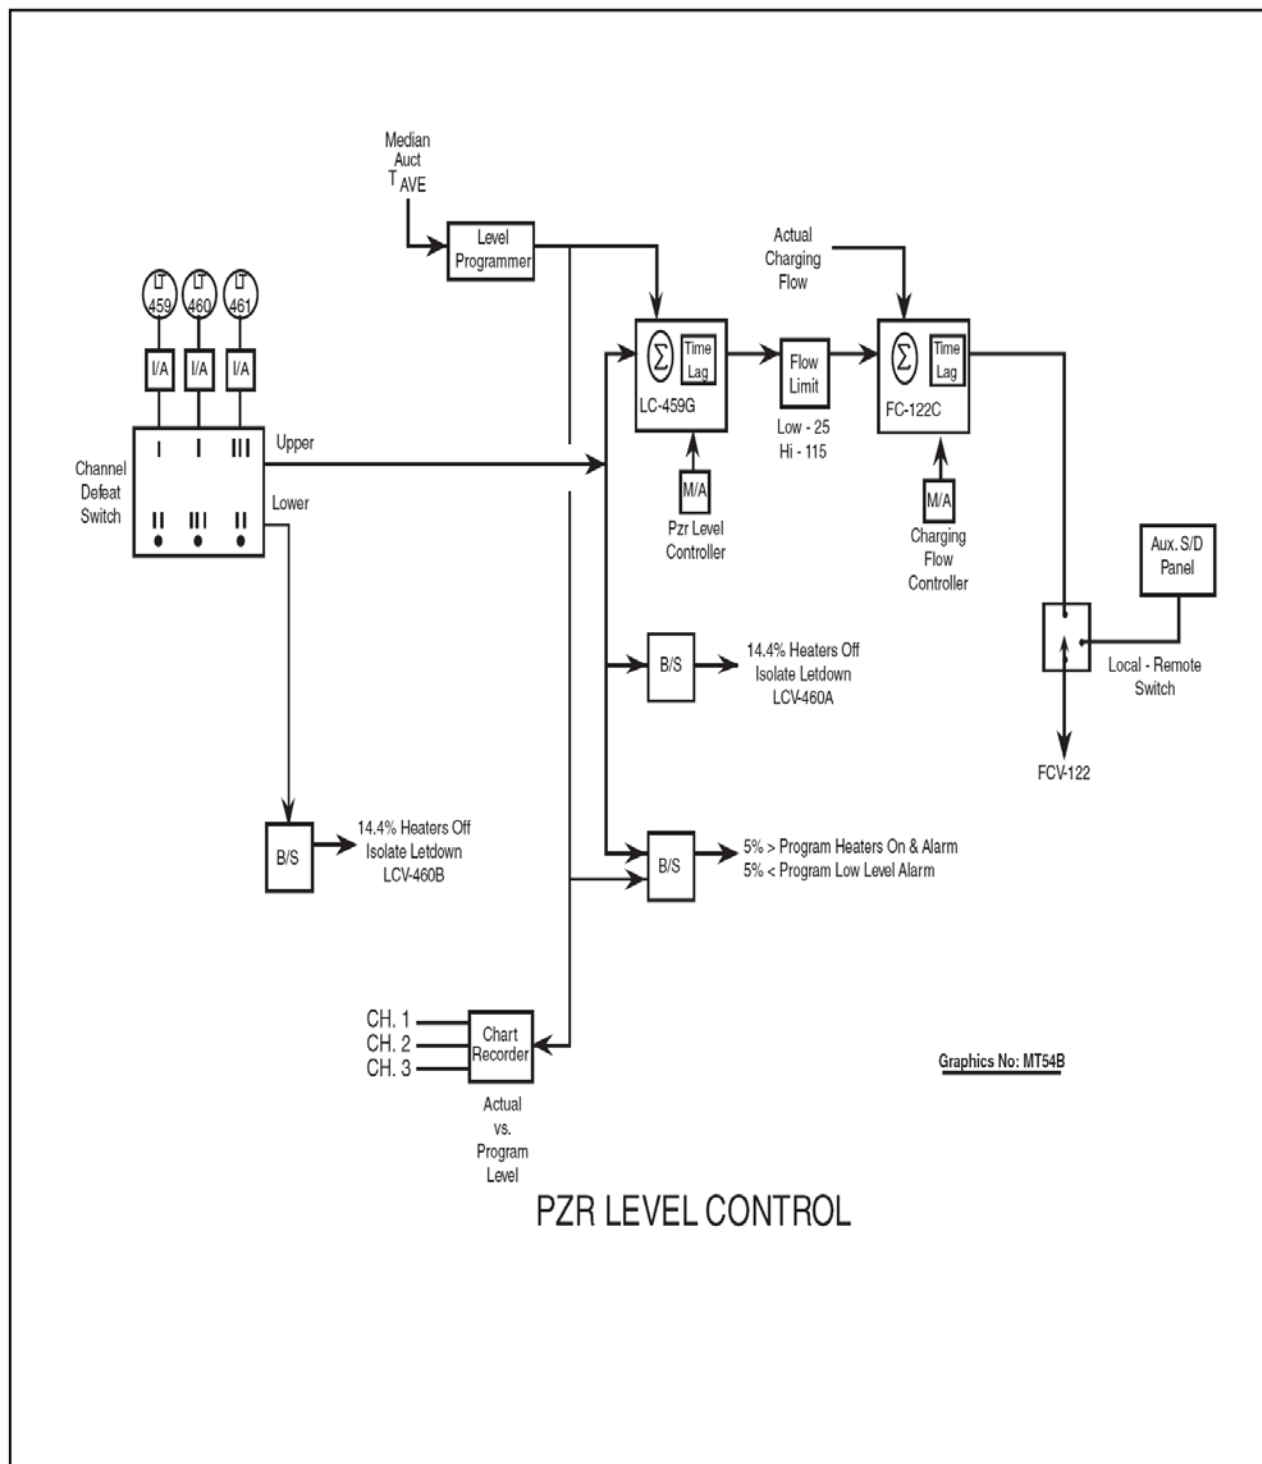 Median
Auct
T AVE
Level
Programmer
Actual
Charging
Flow
LT
459
LT
460
LT
461
I/A
I/A
I/A
Σ
Time
Lag
LC-459G
Flow
Limit
Low - 25
Hi - 115
Σ
Time
Lag
FC-122C
Channel
Defeat
Switch
I
I
III
II
III
II
Upper
Lower
M/A
Pzr Level
Controller
M/A
Charging
Flow
Controller
Aux. S/D
Panel
Local - Remote
Switch
FCV-122
B/S
14.4% Heaters Off
Isolate Letdown
LCV-460A
B/S
14.4% Heaters Off
Isolate Letdown
LCV-460B
B/S
5% > Program Heaters On & Alarm
5% < Program Low Level Alarm
CH. 1
CH. 2
CH. 3
Chart
Recorder
Actual
vs.
Program
Level
Graphics No: MT54B
PZR LEVEL CONTROL